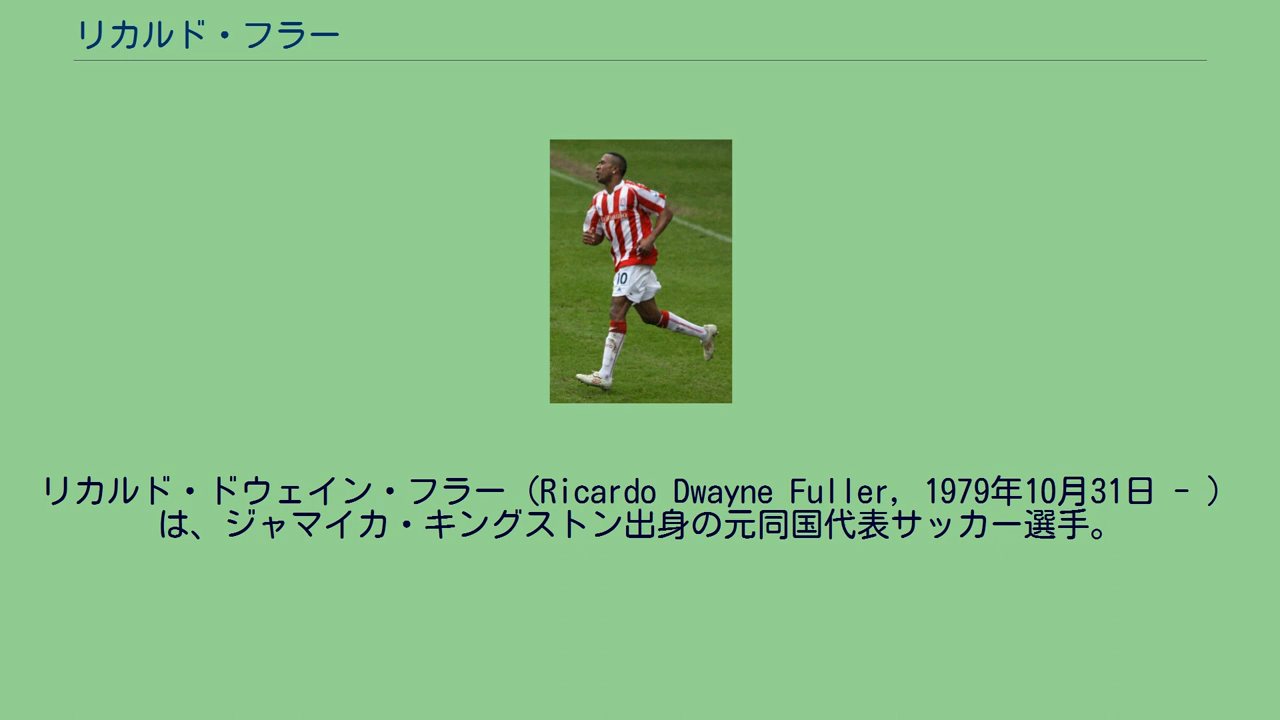 リカルド・フラー
10
リカルド・ドウェイン・フラー（Ricardo Dwayne Fuller, 1979年10月31日 - ）
は、ジャマイカ・キングストン出身の元同国代表サッカー選手。